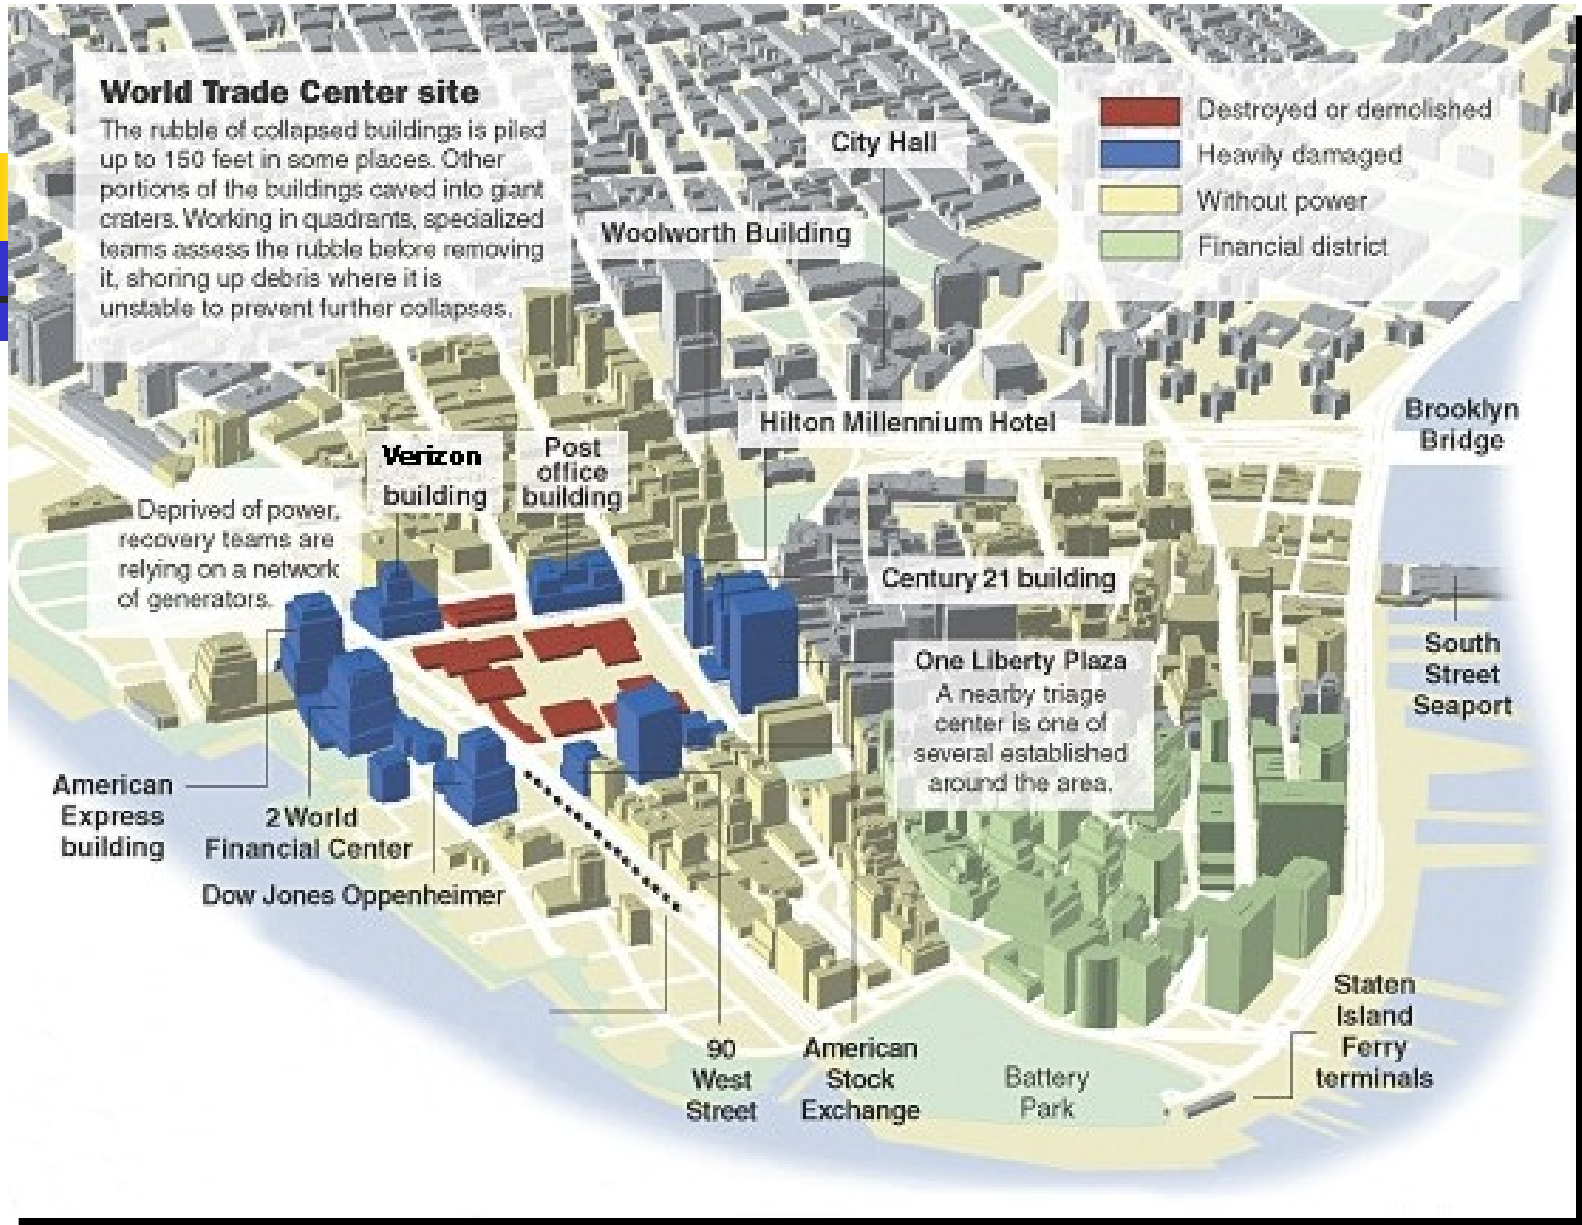 World Trade Center site
The rubble of collapsed buildings is piled
up to 150 feet in some places. Other
portions of the buildings caved into giant
craters. Working in quadrants, specialized
teams assess the rubble before removing
it, shoring up debris where it is
unstable to prevent further collapses.
Destroyed or demolished
Heavily damaged
Without power
Financial district
City Hall
Woolworth Building
Hilton Millennium Hotel
Brooklyn
Bridge
Verizon
building
Post
office
building
Deprived of power,
recovery teams are
relying on a network
of generators.
Century 21 building
One Liberty Plaza
A nearby triage
center is one of
several established
around the area.
South
Street
Seaport
American
Express
building
2 World
Financial Center
Dow Jones Oppenheimer
90
West
Street
American
Stock
Exchange
Battery
Park
Staten
Island
Ferry
terminals